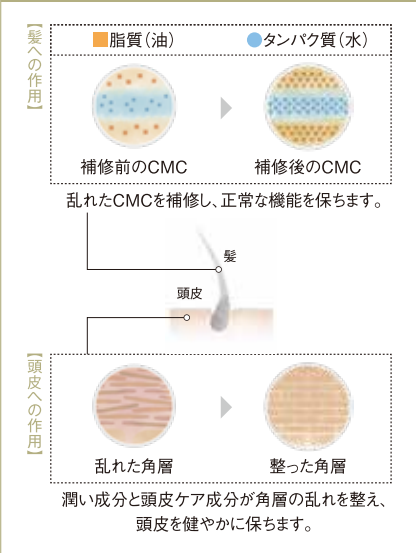 【髪への作用】
脂質（油）
タンパク質（水）
補修前のCMC
補修後のCMC
乱れたCMCを補修し、正常な機能を保ちます。
髪
頭皮
【頭皮への作用】
乱れた角層
整った角層
潤い成分と頭皮ケア成分が角層の乱れを整え、
頭皮を健やかに保ちます。